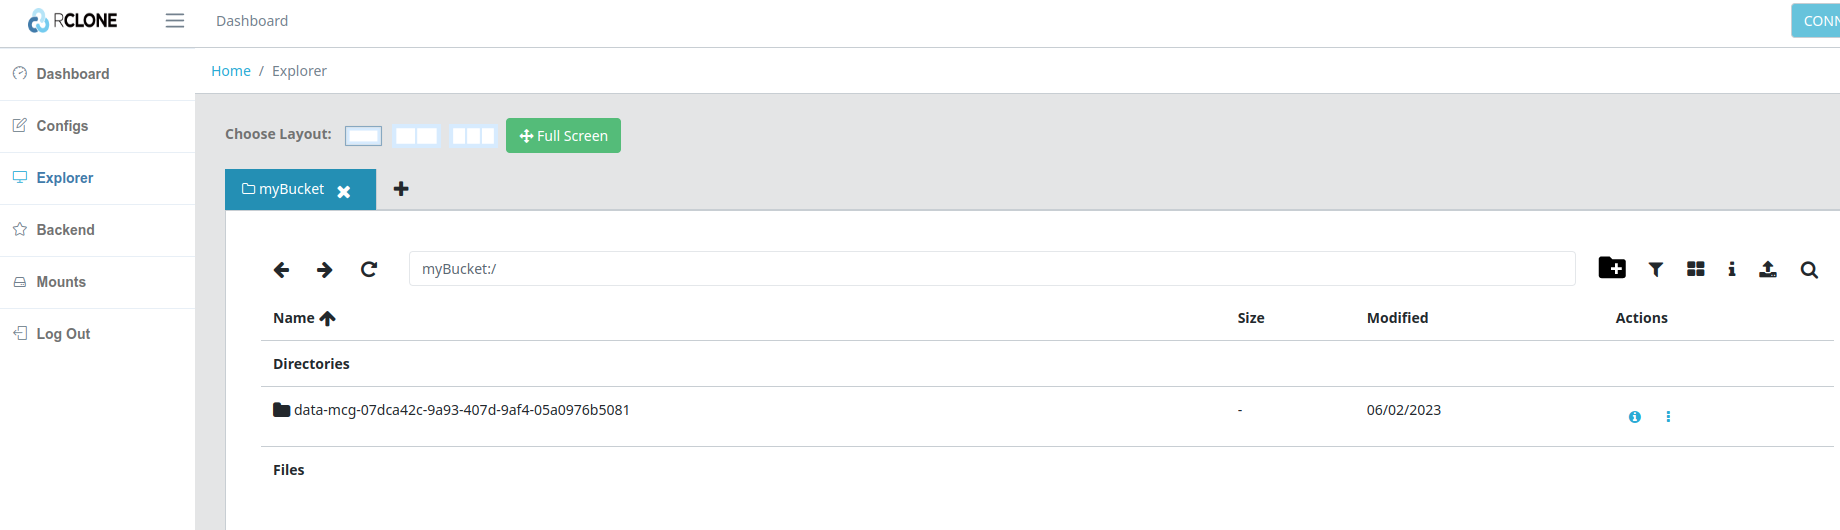 RCLONE
Dashboard
CONN
Dashboard
Home / Explorer
Configs
Choose Layout:
Full Screen
Explorer
myBucket
Backend
myBucket:/
Mounts
Name Size Modified Actions
Log Out
Directories
data-mcg-07dca42c-9a93-407d-9af4-05a0976b5081 - 06/02/2023
Files